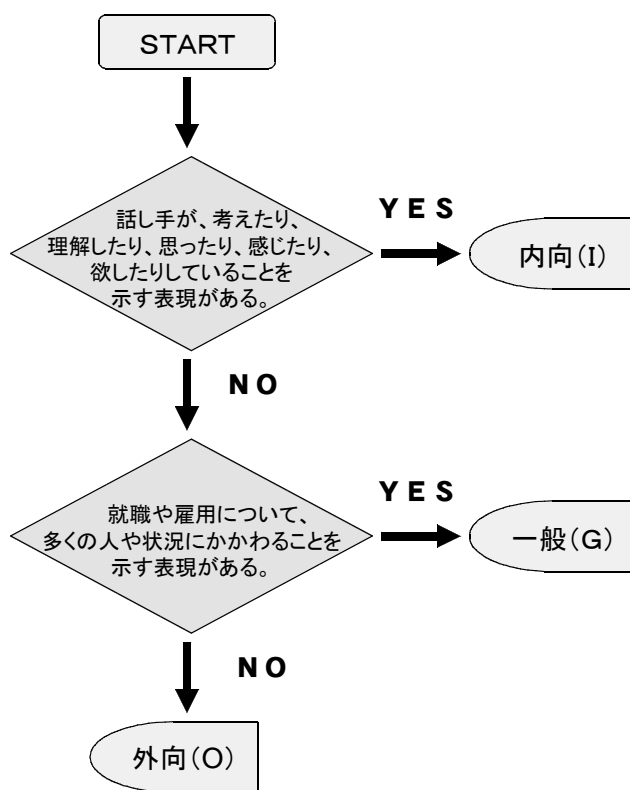 START
話し手が、考えたり、
理解したり、思ったり、感じたり、
欲したりしていることを
示す表現がある。
YES
内向(I)
NO
就職や雇用について、
多くの人や状況にかかわることを
示す表現がある。
YES
一般(G)
NO
外向(O)